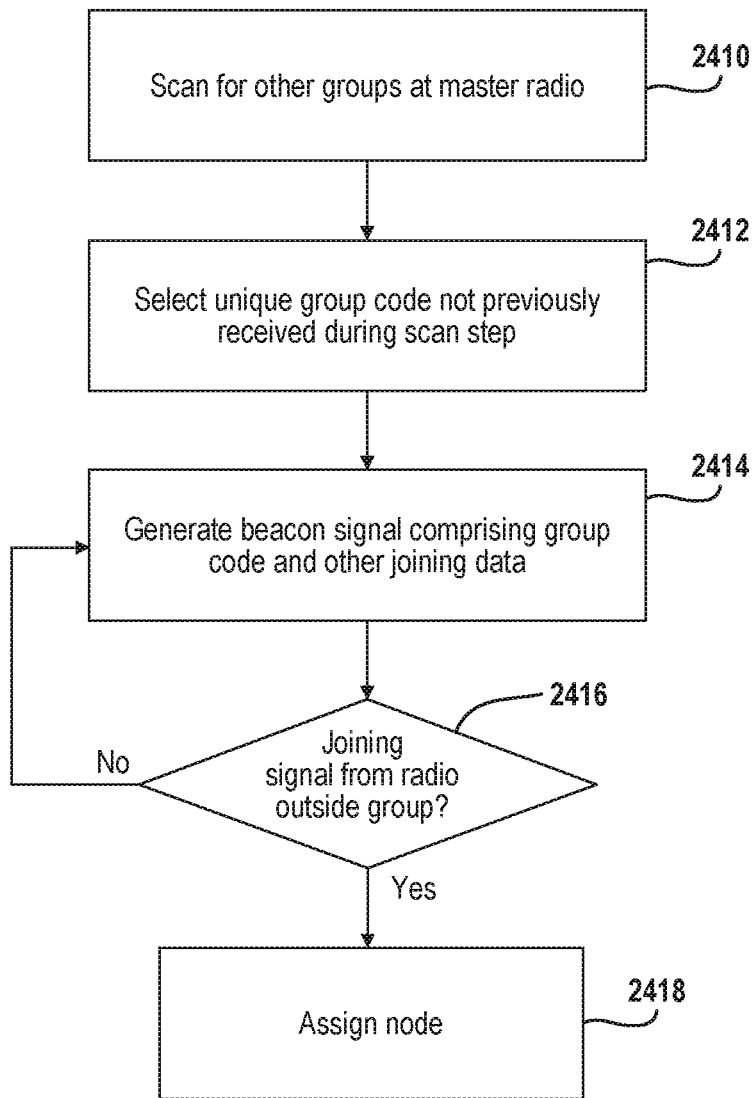 2410
Scan for other groups at master radio
2412
Select unique group code not previously
received during scan step
2414
Generate beacon signal comprising group
code and other joining data
2416
Joining
signal from radio
outside group?
No
Yes
2418
Assign node